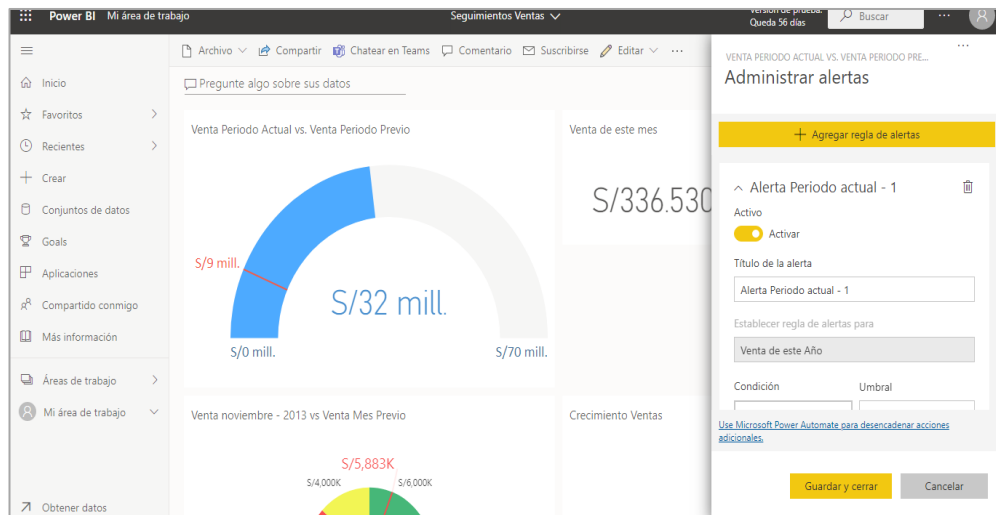 Power BI Mi área de trabajo
Seguimientos Ventas
Versión de prueba:
Queda 56 días
Buscar
Archivo
Compartir
Chatear en Teams
Comentario
Suscribirse
Editar
Inicio
Favoritos
Recientes
Crear
Conjuntos de datos
Goals
Aplicaciones
Compartido conmigo
Más información
Áreas de trabajo
Mi área de trabajo
Obtener datos
Pregunte algo sobre sus datos
Venta Periodo Actual vs. Venta Periodo Previo
S/9 mill.
S/32 mill.
S/0 mill.
S/70 mill.
Venta de este mes
S/336.530
Venta noviembre - 2013 vs Venta Mes Previo
S/5,883K
S/4,000K
S/6,000K
Crecimiento Ventas
VENTA PERIODO ACTUAL VS. VENTA PERIODO PRE...
Administrar alertas
Agregar regla de alertas
Alerta Periodo actual - 1
Activo
Activar
Título de la alerta
Alerta Periodo actual - 1
Establecer regla de alertas para
Venta de este Año
Condición
Umbral
Use Microsoft Power Automate para desencadenar acciones
adicionales.
Guardar y cerrar
Cancelar